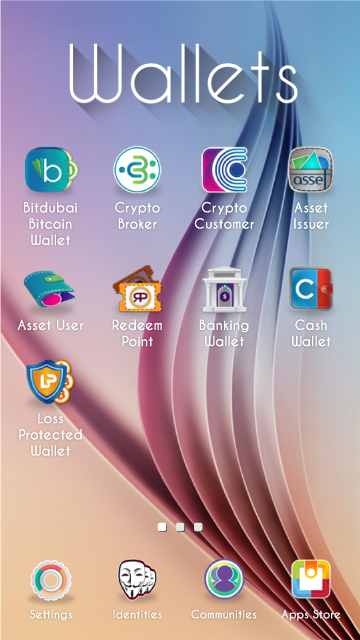 Wallets
Bitdubai Bitcoin Wallet
Crypto Broker
Crypto Customer
asset
Asset Issuer
Asset User
RP
Redeem Point
Banking Wallet
C
Cash Wallet
LP
Loss Protected Wallet
Settings
Identities
Communities
Apps Store